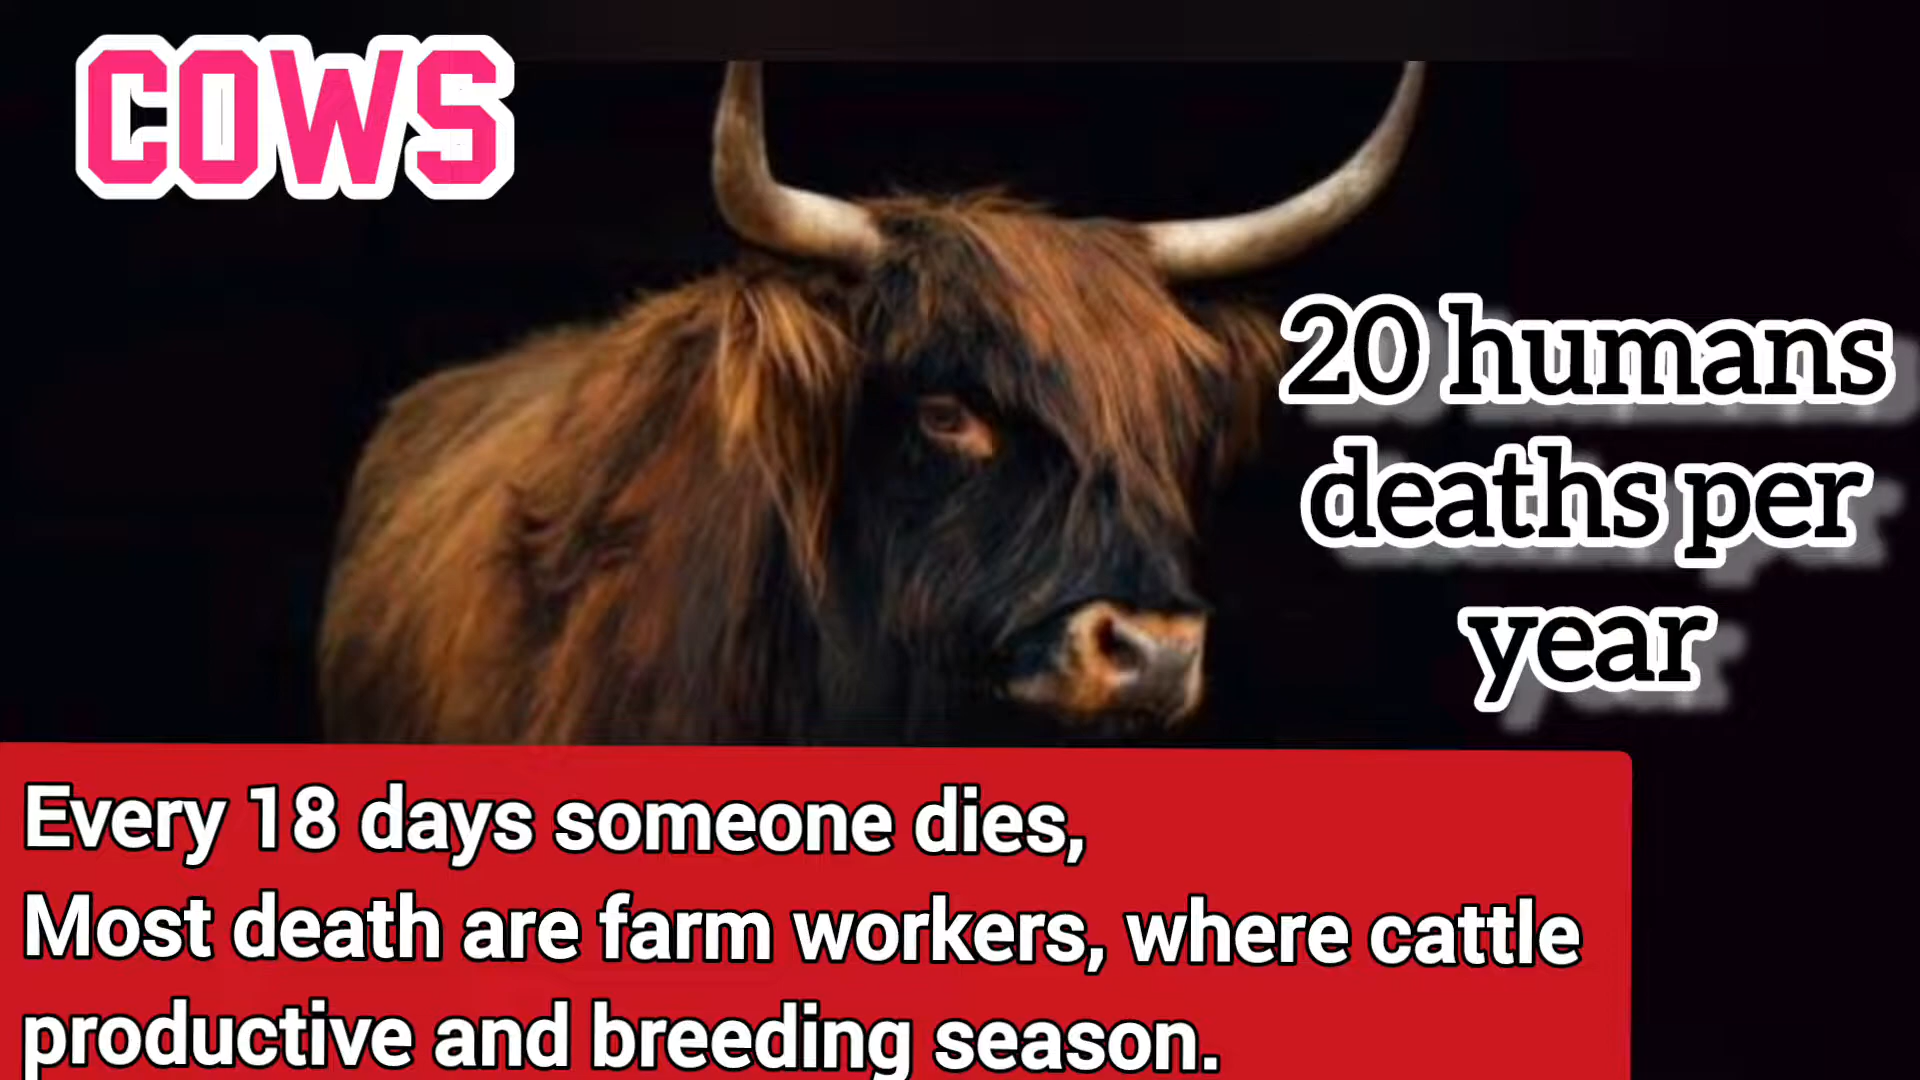 COWS
20 humans
deaths per
year
Every 18 days someone dies,
Most death are farm workers, where cattle
productive and breeding season.